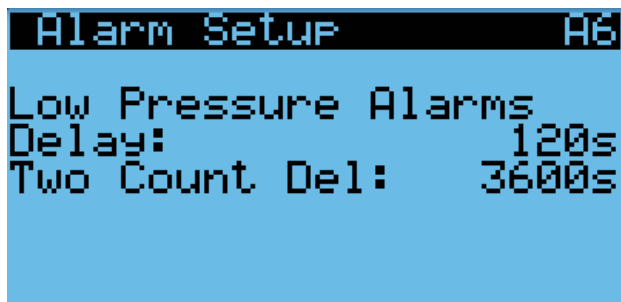 Alarm Setup A6
Low Pressure Alarms
Delay: 120s
Two Count Del: 3600s